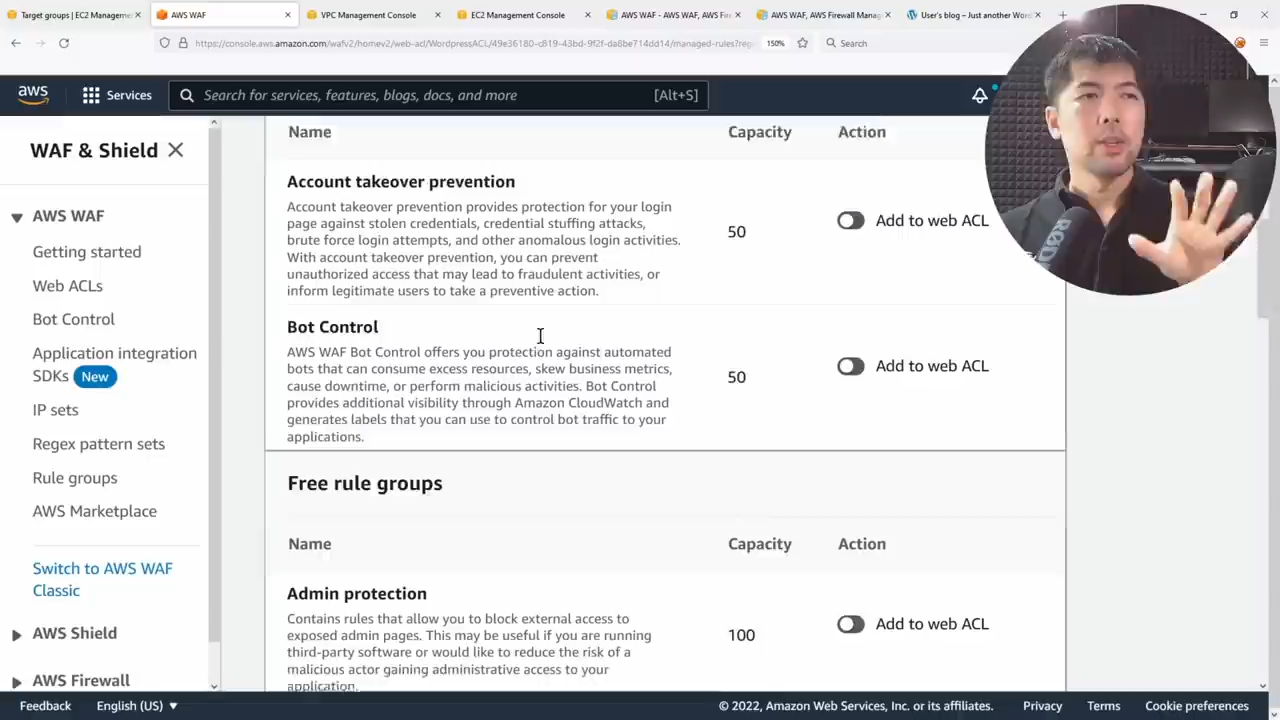 Target groups | EC2 Manageme
AWS WAF
VPC Management Console
EC2 Management Console
AWS WAF - AWS WAF, AWS Fir
AWS WAF, AWS Firewall Manag
User's blog – Just another Wor
https://console.aws.amazon.com/wafv2/homev2/web-acl/WordpressACL/49e36180-c819-43bd-9f2f-da8be714dd14/managed-rules?reg
150%
Search
aws
Services
Search for services, features, blogs, docs, and more
[Alt+S]
WAF & Shield
AWS WAF
Getting started
Web ACLs
Bot Control
Application integration
SDKs New
IP sets
Regex pattern sets
Rule groups
AWS Marketplace
Switch to AWS WAF
Classic
AWS Shield
AWS Firewall
Name Capacity Action
Account takeover prevention
Account takeover prevention provides protection for your login
page against stolen credentials, credential stuffing attacks,
brute force login attempts, and other anomalous login activities.
With account takeover prevention, you can prevent
unauthorized access that may lead to fraudulent activities, or
inform legitimate users to take a preventive action.
50
Add to web ACL
Bot Control
AWS WAF Bot Control offers you protection against automated
bots that can consume excess resources, skew business metrics,
cause downtime, or perform malicious activities. Bot Control
provides additional visibility through Amazon CloudWatch and
generates labels that you can use to control bot traffic to your
applications.
50
Add to web ACL
Free rule groups
Name Capacity Action
Admin protection
Contains rules that allow you to block external access to
exposed admin pages. This may be useful if you are running
third-party software or would like to reduce the risk of a
malicious actor gaining administrative access to your
application.
100
Add to web ACL
Feedback
English (US)
© 2022, Amazon Web Services, Inc. or its affiliates.
Privacy
Terms
Cookie preferences